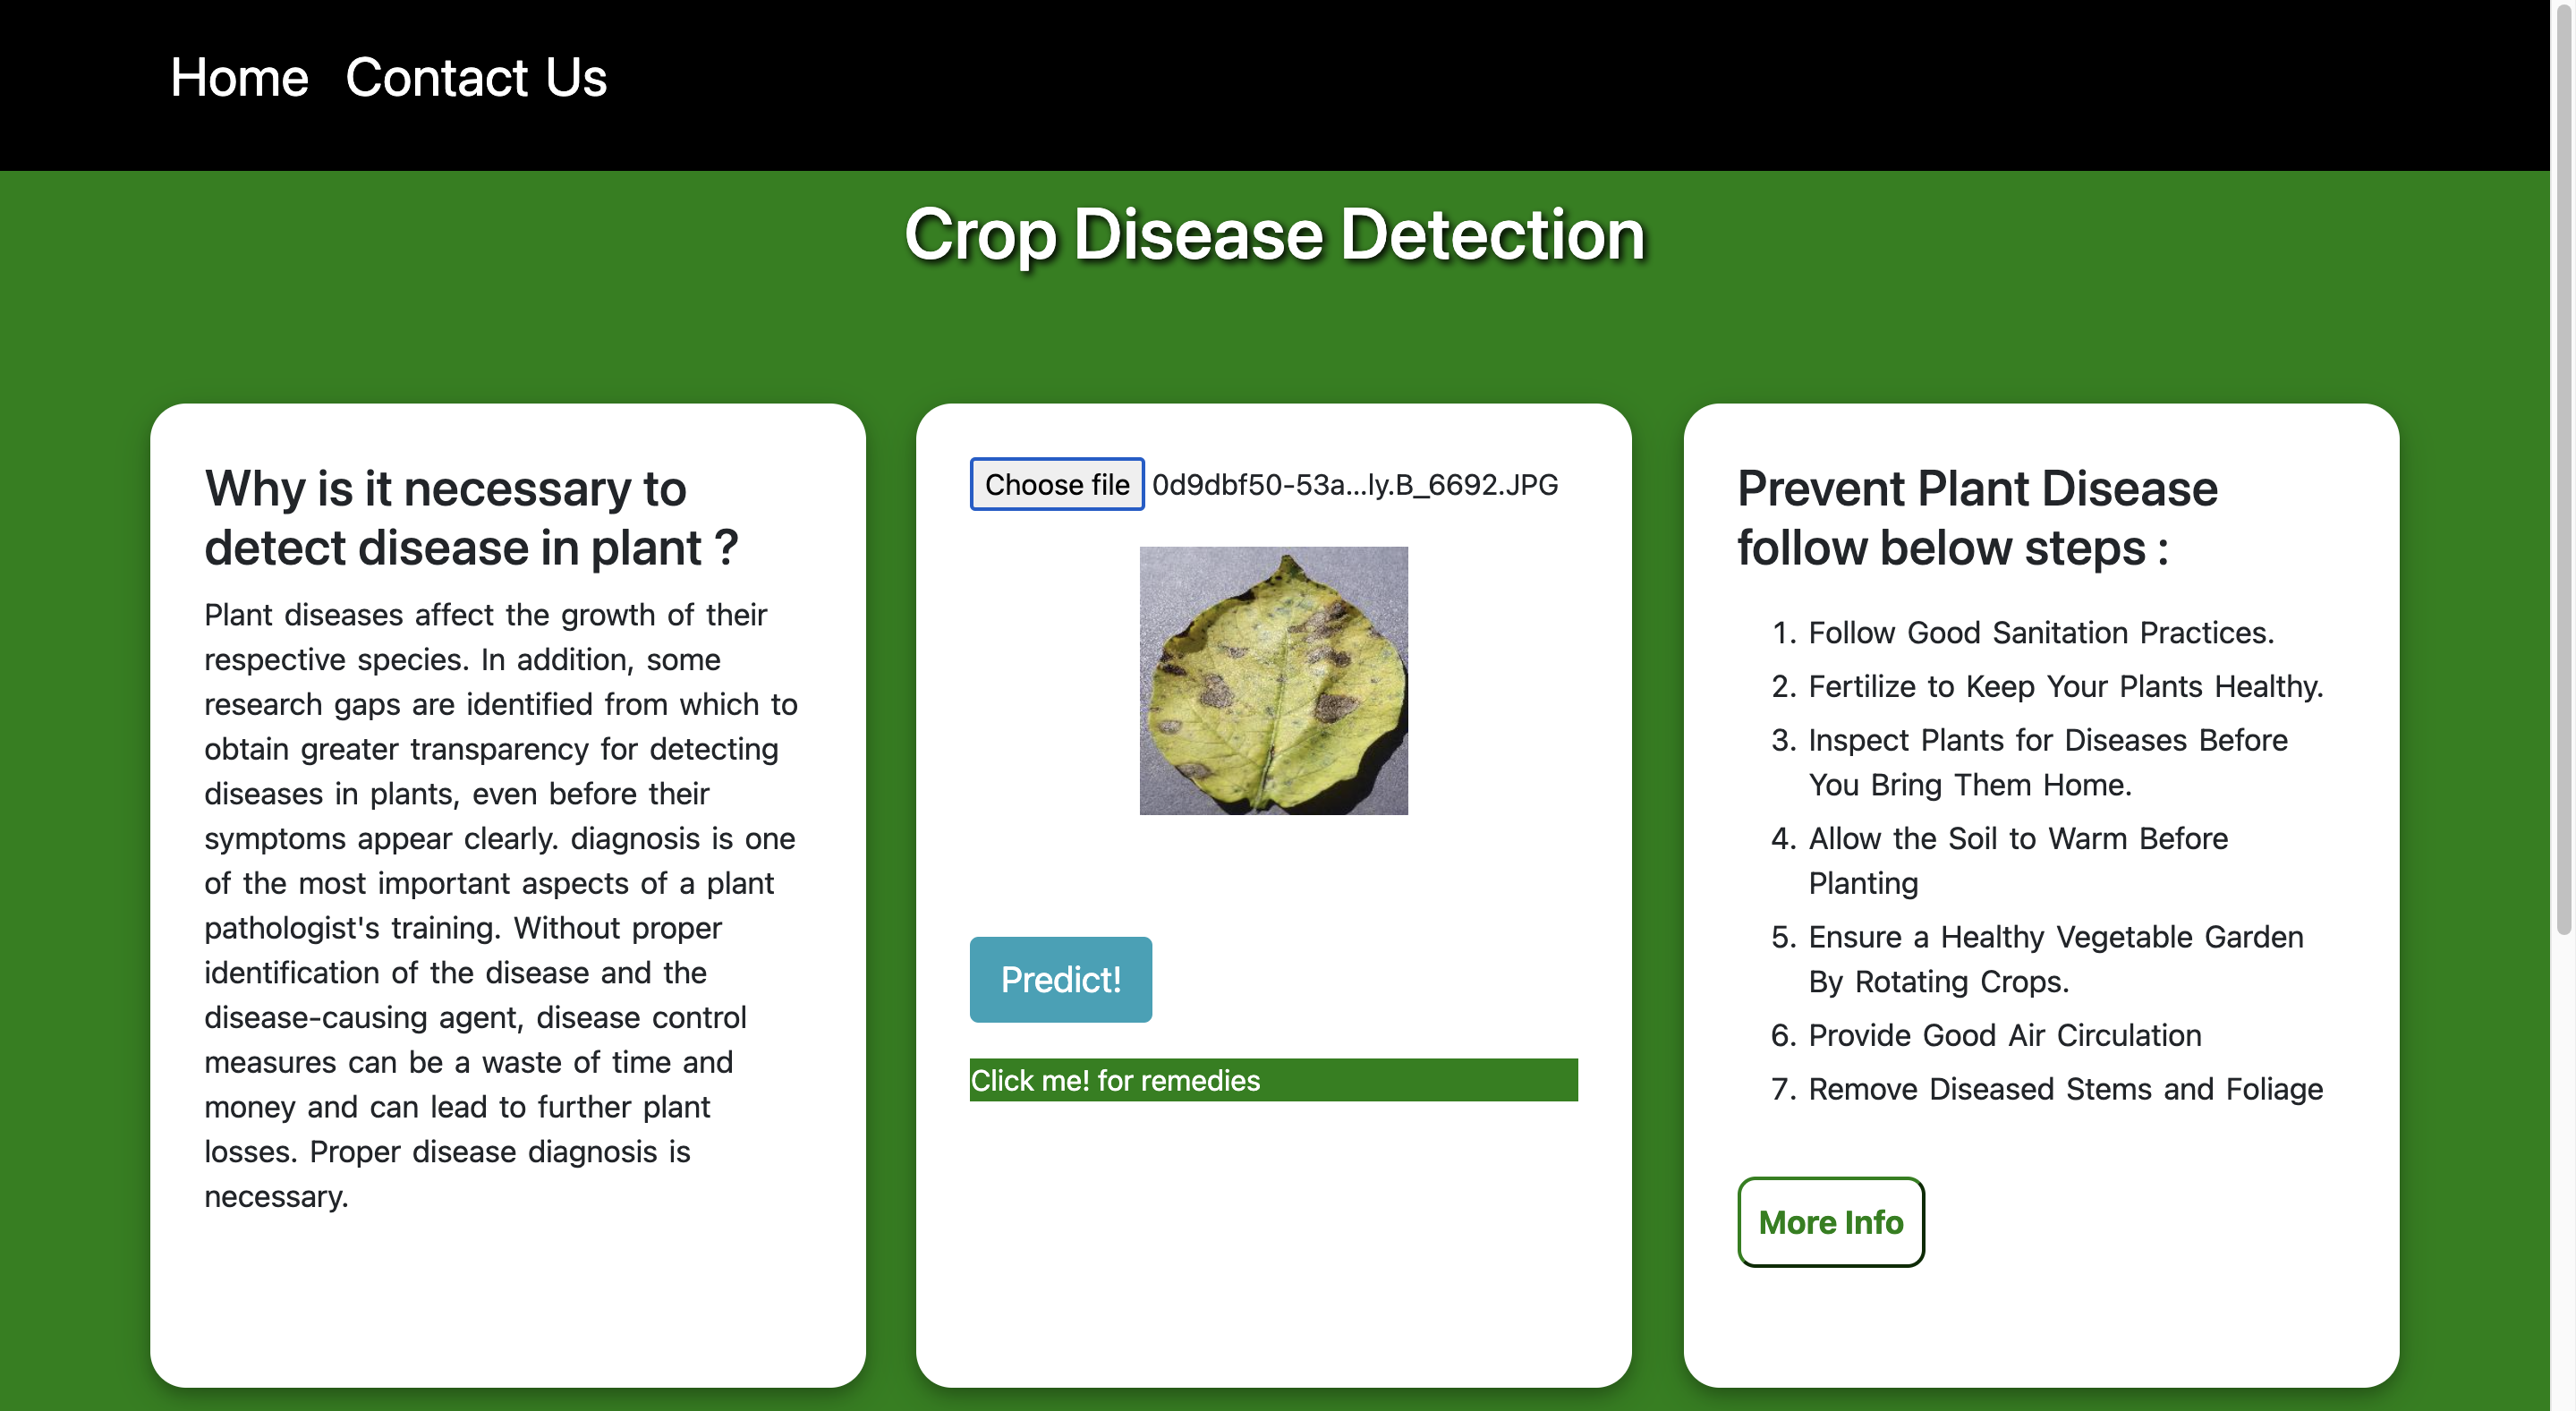 Home Contact Us
Crop Disease Detection
Why is it necessary to
detect disease in plant ?
Plant diseases affect the growth of their
respective species. In addition, some
research gaps are identified from which to
obtain greater transparency for detecting
diseases in plants, even before their
symptoms appear clearly. diagnosis is one
of the most important aspects of a plant
pathologist's training. Without proper
identification of the disease and the
disease-causing agent, disease control
measures can be a waste of time and
money and can lead to further plant
losses. Proper disease diagnosis is
necessary.
Choose file 0d9dbf50-53a...ly.B_6692.JPG
Predict!
Click me! for remedies
Prevent Plant Disease
follow below steps :
1. Follow Good Sanitation Practices.
2. Fertilize to Keep Your Plants Healthy.
3. Inspect Plants for Diseases Before
You Bring Them Home.
4. Allow the Soil to Warm Before
Planting
5. Ensure a Healthy Vegetable Garden
By Rotating Crops.
6. Provide Good Air Circulation
7. Remove Diseased Stems and Foliage
More Info